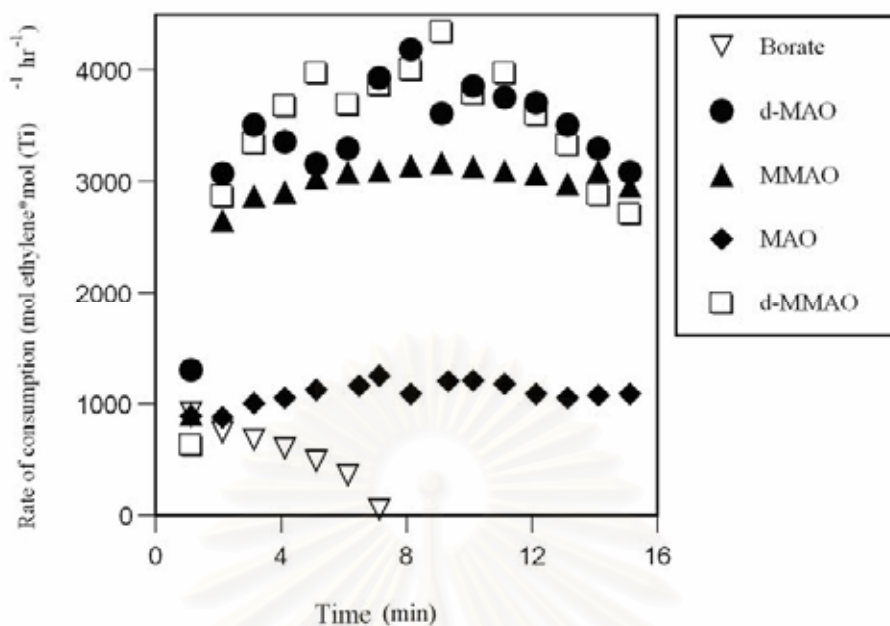 Rate of consumption (mol ethylene*mol (Ti) -1 hr-1)
4000
3000
2000
1000
0
0 4 8 12 16
Time (min)
Borate
d-MAO
MMAO
MAO
d-MMAO